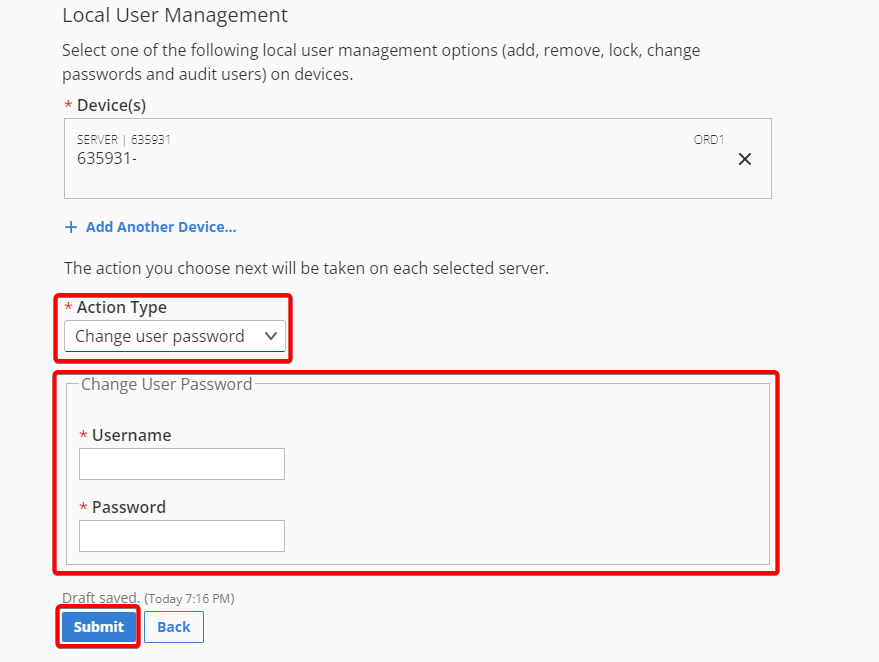 Local User Management
Select one of the following local user management options (add, remove, lock, change
passwords and audit users) on devices.
* Device(s)
SERVER | 635931 ORD1
635931-
+ Add Another Device...
The action you choose next will be taken on each selected server.
* Action Type
Change user password
Change User Password
* Username
* Password
Draft saved. (Today 7:16 PM)
Submit Back